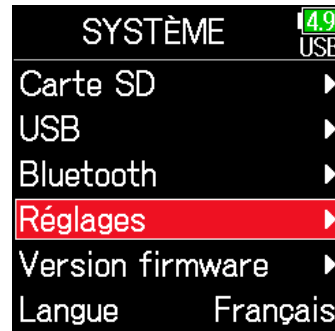 SYSTÈME
4.9
USB
Carte SD
USB
Bluetooth
Réglages
Version firmware
Langue Français